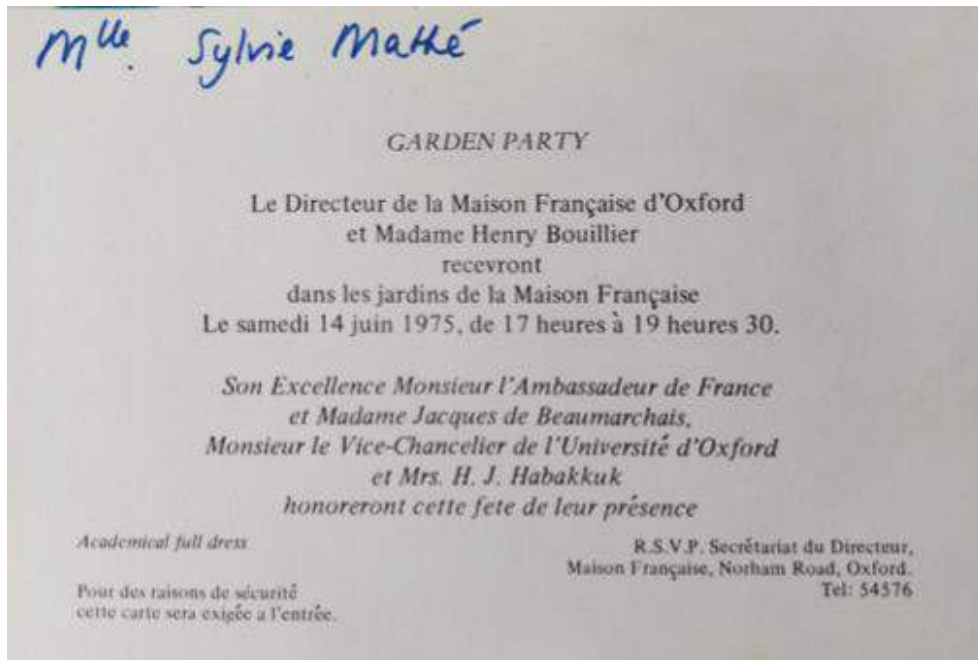 Mlle. Sylvie Mathé
GARDEN PARTY
Le Directeur de la Maison Française d'Oxford
et Madame Henry Bouillier
recevront
dans les jardins de la Maison Française
Le samedi 14 juin 1975, de 17 heures à 19 heures 30.
Son Excellence Monsieur l'Ambassadeur de France
et Madame Jacques de Beaumarchais,
Monsieur le Vice-Chancelier de l'Université d'Oxford
et Mrs. H. J. Habakkuk
honoreront cette fete de leur présence
Academical full dress
Pour des raisons de sécurité
cette carte sera exigée a l'entrée.
R.S.V.P. Secrétariat du Directeur,
Maison Française, Norham Road, Oxford.
Tel: 54576